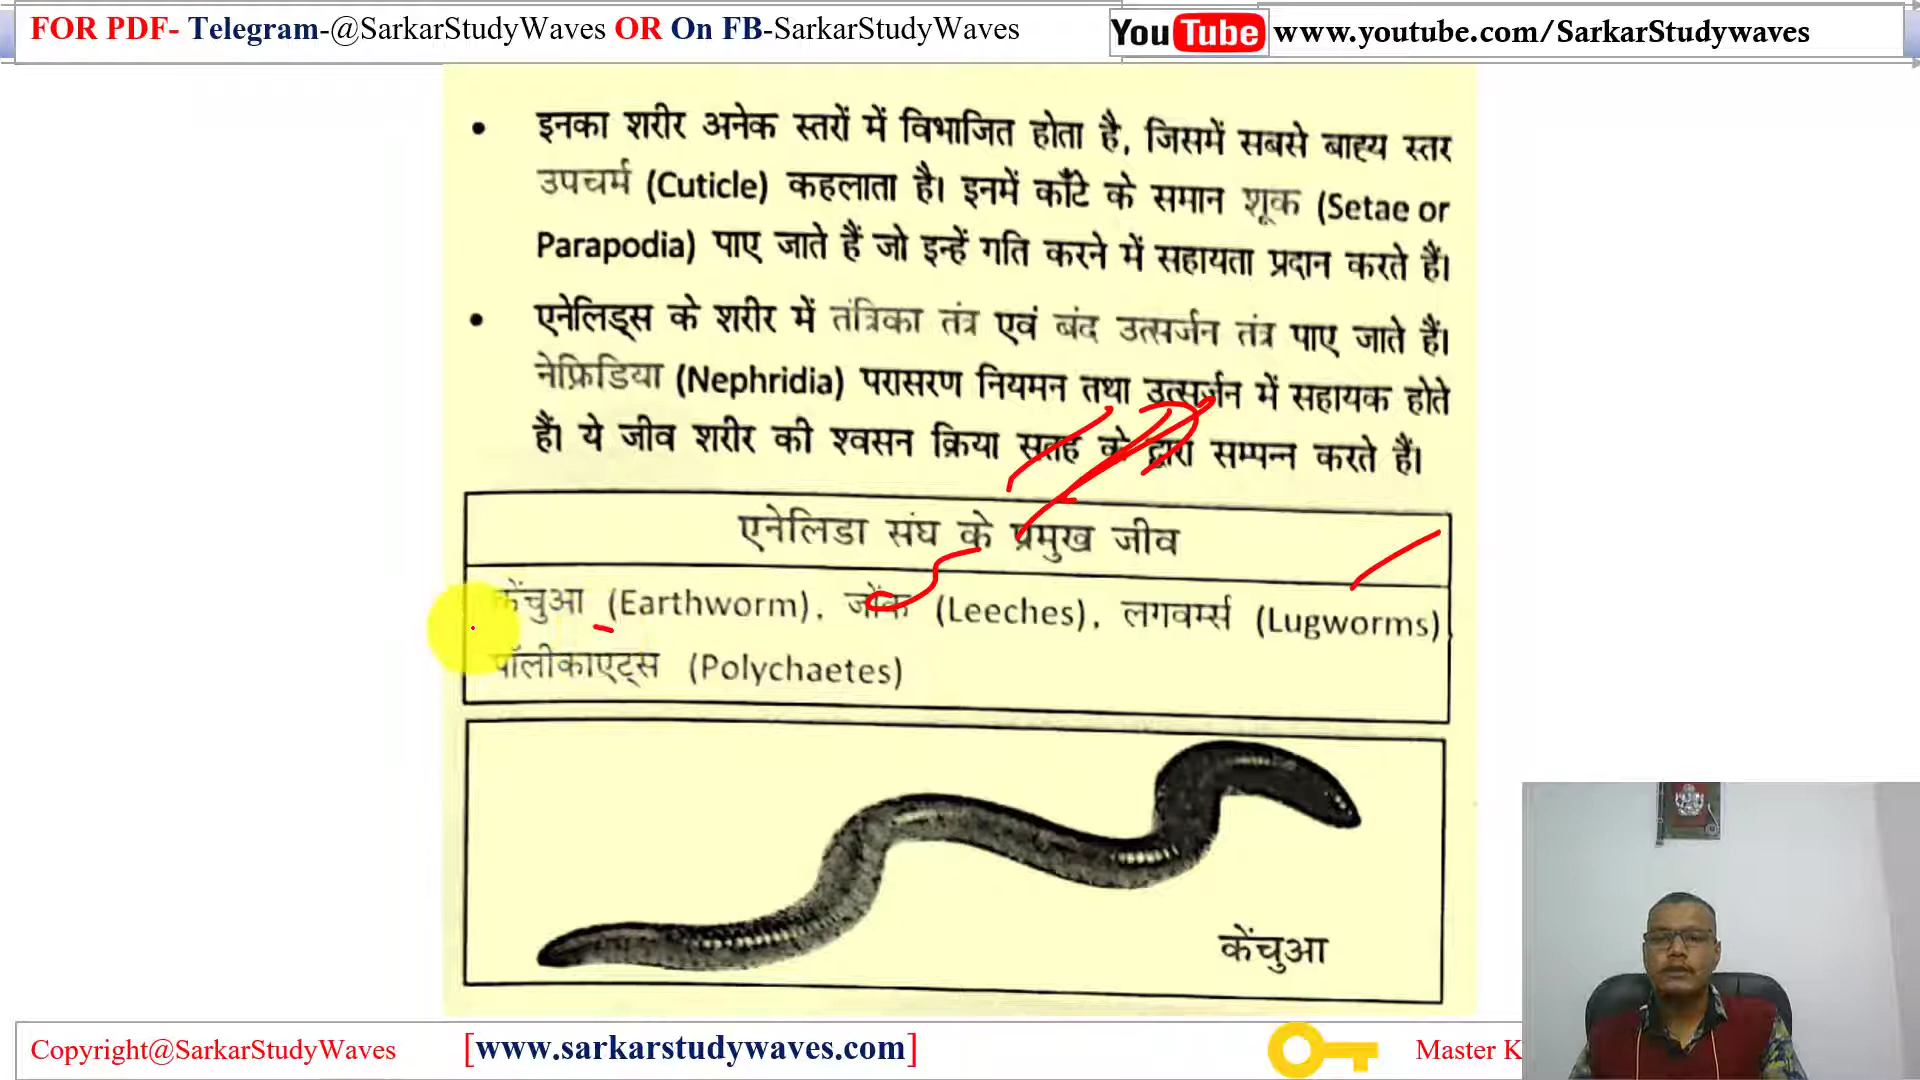 FOR PDF- Telegram-@SarkarStudyWaves OR On FB-SarkarStudyWaves
YouTube www.youtube.com/SarkarStudywaves
• इनका शरीर अनेक स्तरों में विभाजित होता है, जिसमें सबसे बाह्य स्तर
उपचर्म (Cuticle) कहलाता है। इनमें काँटे के समान शूक (Setae or
Parapodia) पाए जाते हैं जो इन्हें गति करने में सहायता प्रदान करते हैं।
• एनेलिड्स के शरीर में तंत्रिका तंत्र एवं बंद उत्सर्जन तंत्र पाए जाते हैं।
नेफ्रिडिया (Nephridia) परासरण नियमन तथा उत्सर्जन में सहायक होते
हैं। ये जीव शरीर की श्वसन क्रिया सतह के द्वारा सम्पन्न करते हैं।
एनेलिडा संघ के प्रमुख जीव
केंचुआ (Earthworm), जोंक (Leeches), लगवर्म्स (Lugworms)
पॉलीकाएट्स (Polychaetes)
केंचुआ
Copyright@SarkarStudyWaves
[www.sarkarstudywaves.com]
Master K